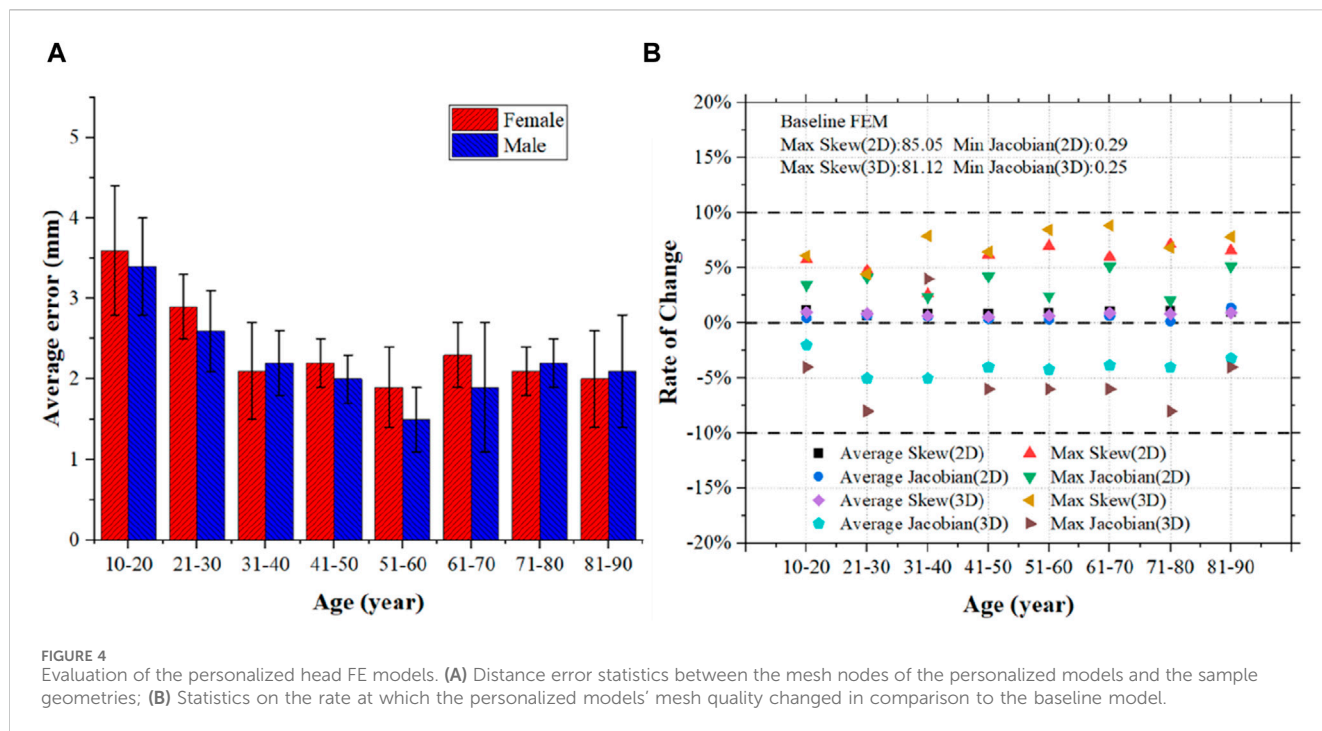 A
Average error (mm)
5
4
3
2
1
0
Female
Male
10-20 21-30 31-40 41-50 51-60 61-70 71-80 81-90
Age (year)
B
Rate of Change
20%
15%
10%
5%
0%
-5%
-10%
-15%
-20%
Baseline FEM
Max Skew(2D):85.05 Min Jacobian(2D):0.29
Max Skew(3D):81.12 Min Jacobian(3D):0.25
Average Skew(2D) Max Skew(2D)
Average Jacobian(2D) Max Jacobian(2D)
Average Skew(3D) Max Skew(3D)
Average Jacobian(3D) Max Jacobian(3D)
10-20 21-30 31-40 41-50 51-60 61-70 71-80 81-90
Age (year)
FIGURE 4
Evaluation of the personalized head FE models. (A) Distance error statistics between the mesh nodes of the personalized models and the sample
geometries; (B) Statistics on the rate at which the personalized models' mesh quality changed in comparison to the baseline model.